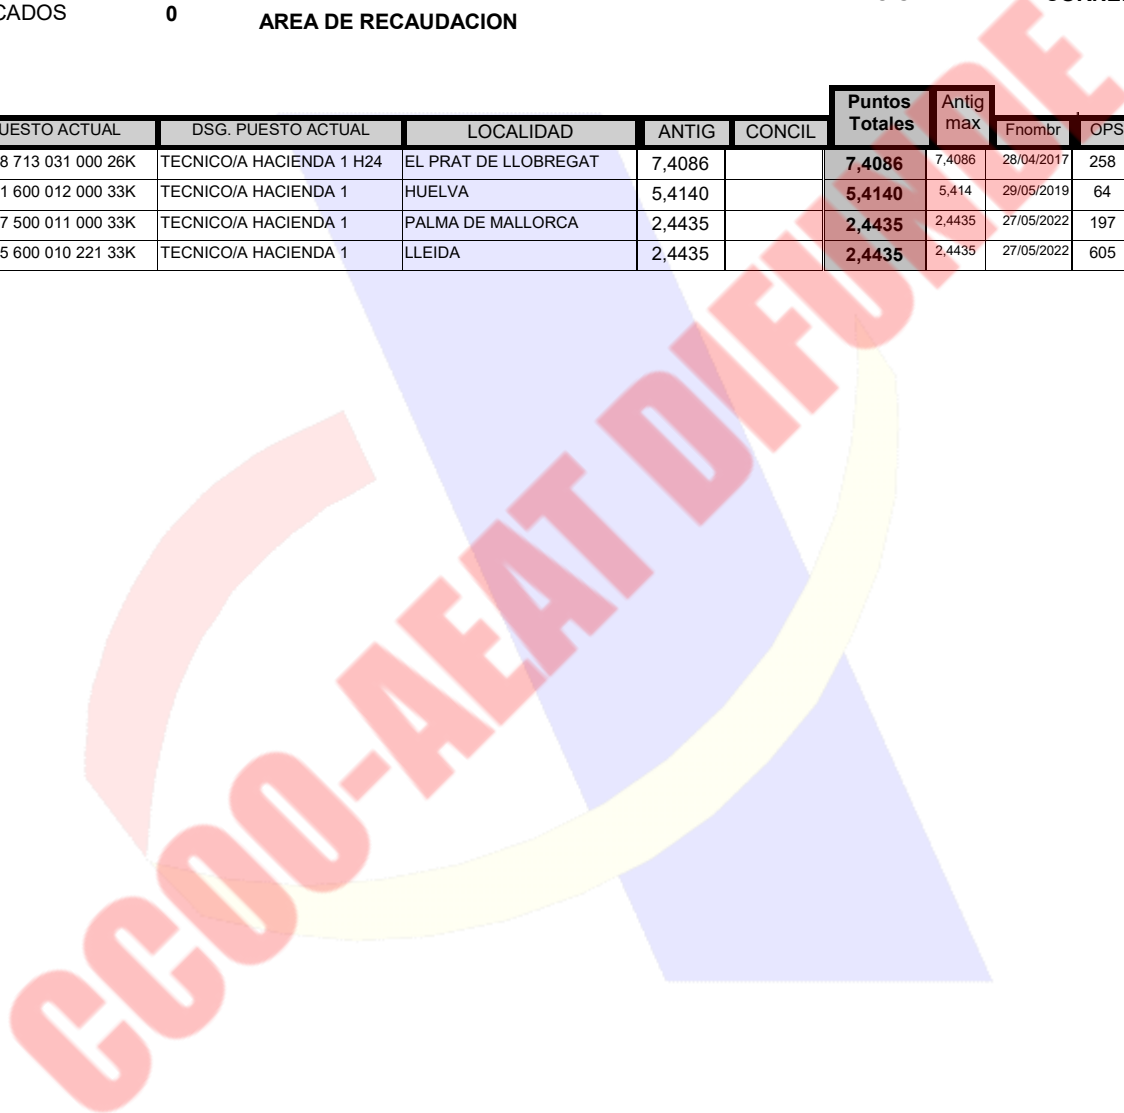 CADOS 0 AREA DE RECAUDACION
UESTO ACTUAL DSG. PUESTO ACTUAL LOCALIDAD ANTIG CONCIL Puntos Totales Antig max Fnombr OPS
8 713 031 000 26K TECNICO/A HACIENDA 1 H24 EL PRAT DE LLOBREGAT 7,4086 7,4086 7,4086 28/04/2017 258
1 600 012 000 33K TECNICO/A HACIENDA 1 HUELVA 5,4140 5,4140 5,414 29/05/2019 64
7 500 011 000 33K TECNICO/A HACIENDA 1 PALMA DE MALLORCA 2,4435 2,4435 2,4435 27/05/2022 197
5 600 010 221 33K TECNICO/A HACIENDA 1 LLEIDA 2,4435 2,4435 2,4435 27/05/2022 605
CCOO-AEAT DIFUNDE